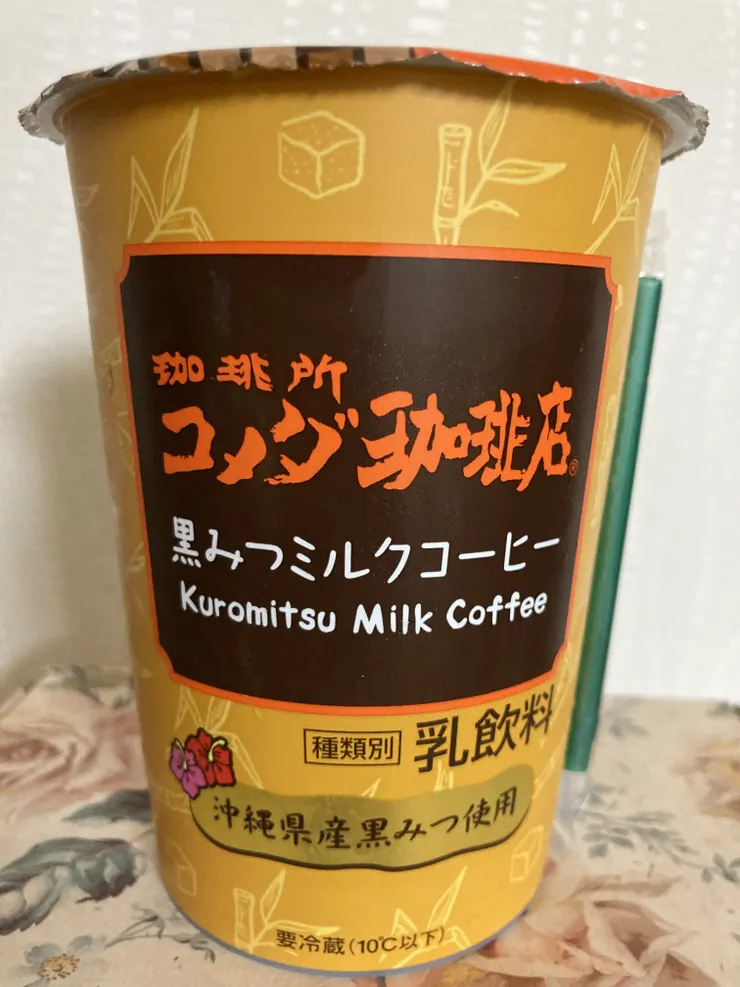 珈琲所
コメダ珈琲店®
黒みつミルクコーヒー
Kuromitsu Milk Coffee
種類別 乳飲料
沖縄県産黒みつ使用
要冷蔵(10℃以下)